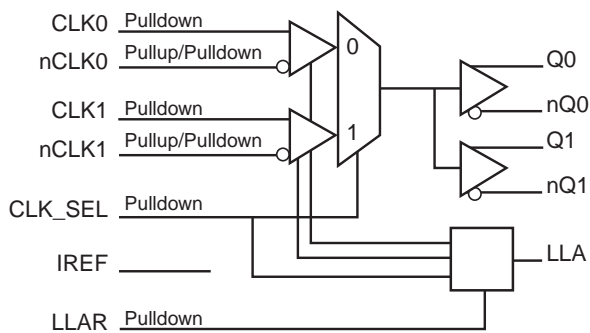 CLK0 Pulldown
nCLK0 Pullup/Pulldown
0
CLK1 Pulldown
nCLK1 Pullup/Pulldown
1
CLK_SEL Pulldown
IREF
LLAR Pulldown
Q0
nQ0
Q1
nQ1
LLA